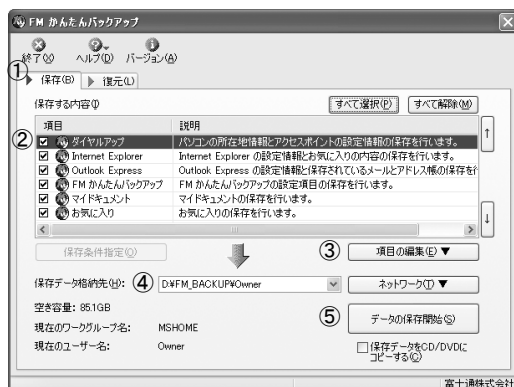 FM かんたんバックアップ
終了(X) ヘルプ(D) バージョン(A)
①
保存(B) 復元(L)
保存する内容(I) すべて選択(P) すべて解除(M)
②
項目 説明
ダイヤルアップ パソコンの所在地情報とアクセスポイントの設定情報の保存を行います。
Internet Explorer Internet Explorer の設定情報とお気に入りの内容の保存を行います。
Outlook Express Outlook Express の設定情報と保存されているメールとアドレス帳の保存を行
FM かんたんバックアップ FM かんたんバックアップの設定項目の保存を行います。
マイドキュメント マイドキュメントの保存を行います。
お気に入り お気に入りの保存を行います。
保存条件指定(O) ③ 項目の編集(E) ▼
保存データ格納先(H): ④ D:¥FM_BACKUP¥Owner ネットワーク(T) ▼
空き容量: 85.1GB
⑤ データの保存開始(S)
現在のワークグループ名: MSHOME
現在のユーザー名: Owner
保存データをCD/DVDに
コピーする(C)
富士通株式会社